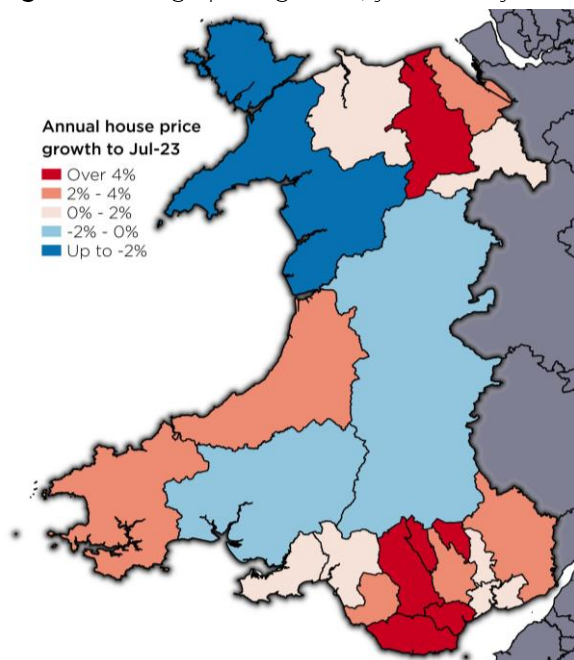 Annual house price
growth to Jul-23
Over 4%
2% - 4%
0% - 2%
-2% - 0%
Up to -2%